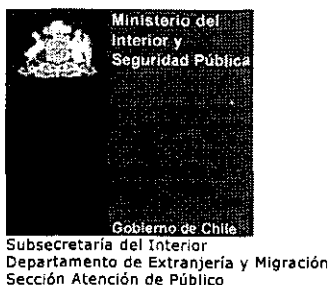 Ministerio del
Interior y
Seguridad Pública
Gobierno de Chile
Subsecretaría del Interior
Departamento de Extranjería y Migración
Sección Atención de Público